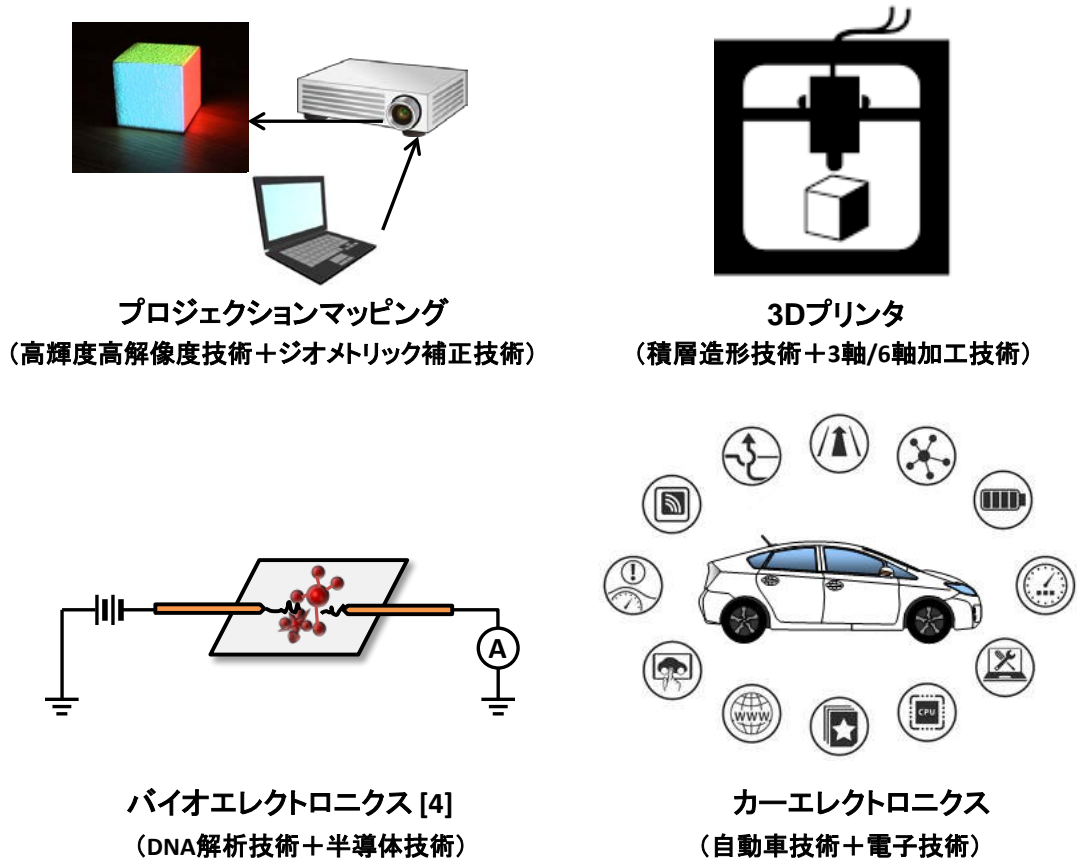 プロジェクションマッピング
（高輝度高解像度技術＋ジオメトリック補正技術）
3Dプリンタ
（積層造形技術＋3軸/6軸加工技術）
A
バイオエレクトロニクス [4]
（DNA解析技術＋半導体技術）
!
WWW
CPU
カーエレクトロニクス
（自動車技術＋電子技術）